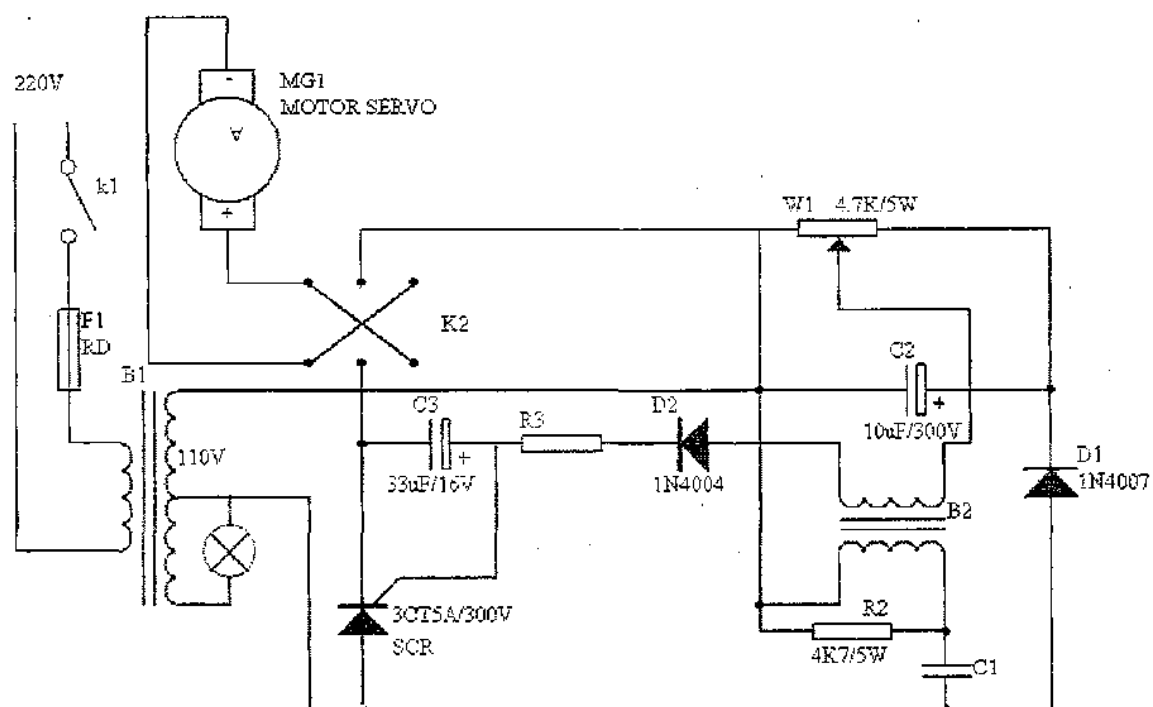 220V
-
MG1
MOTOR SERVO
A
k1
+
W1 4.7K/5W
F1
RD
K2
C2
B1
C3
+
R3
D2
+
10uF/300V
110V
33uF/16V
1N4004
D1
1N4007
B2
3CT5A/300V
SCR
R2
4K7/5W
C1